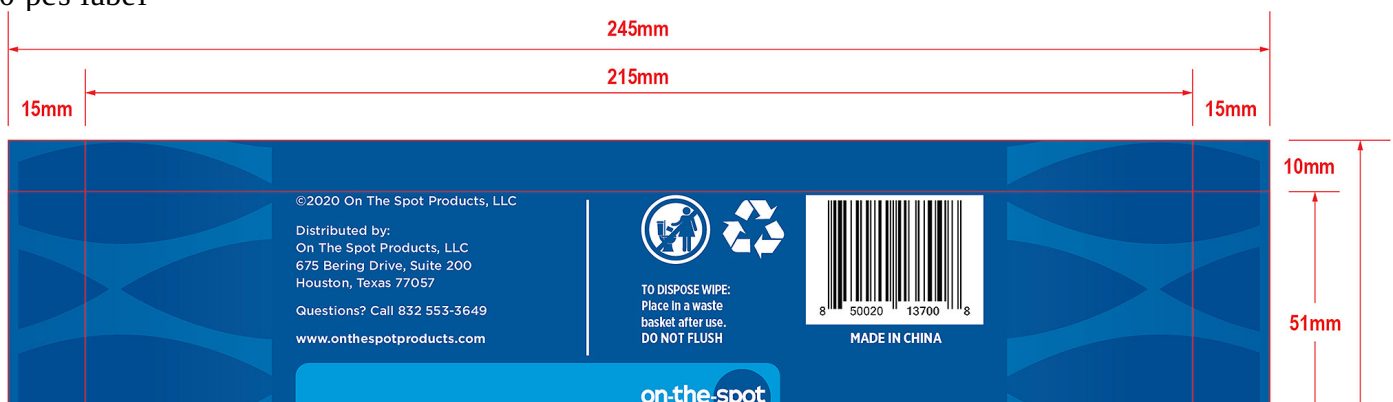 245mm
215mm
15mm
15mm
10mm
51mm
©2020 On The Spot Products, LLC
Distributed by:
On The Spot Products, LLC
675 Bering Drive, Suite 200
Houston, Texas 77057
Questions? Call 832 553-3649
www.onthespotproducts.com
TO DISPOSE WIPE:
Place in a waste
basket after use.
DO NOT FLUSH
8 50020 13700 8
MADE IN CHINA
on-the-spot